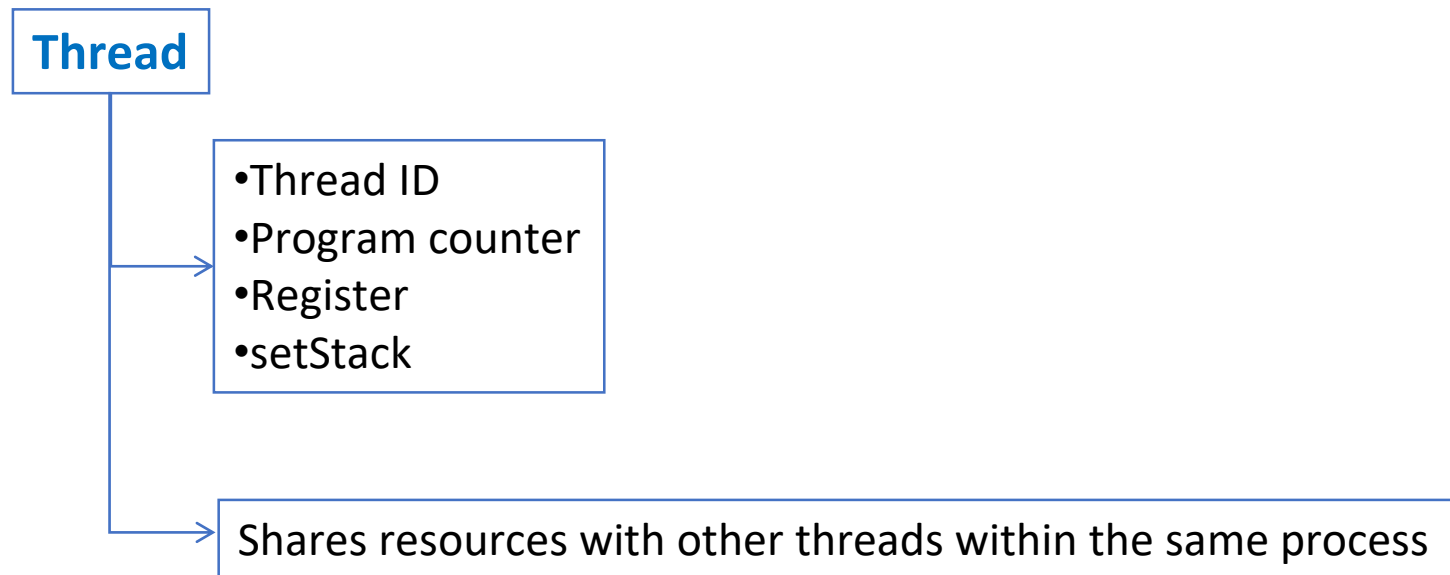 Thread
•Thread ID
•Program counter
•Register
•setStack
Shares resources with other threads within the same process